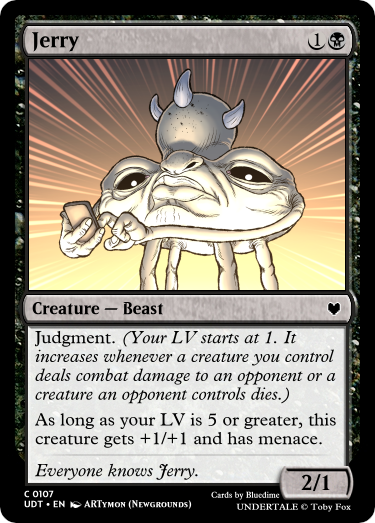 Jerry 1
Creature — Beast
Judgment. (Your LV starts at 1. It
increases whenever a creature you control
deals combat damage to an opponent or a
creature an opponent controls dies.)
As long as your LV is 5 or greater, this
creature gets +1/+1 and has menace.
Everyone knows Jerry.
2/1
C 0107
UDT • EN ARTymon (Newgrounds)
Cards by Bluedime
UNDERTALE © Toby Fox